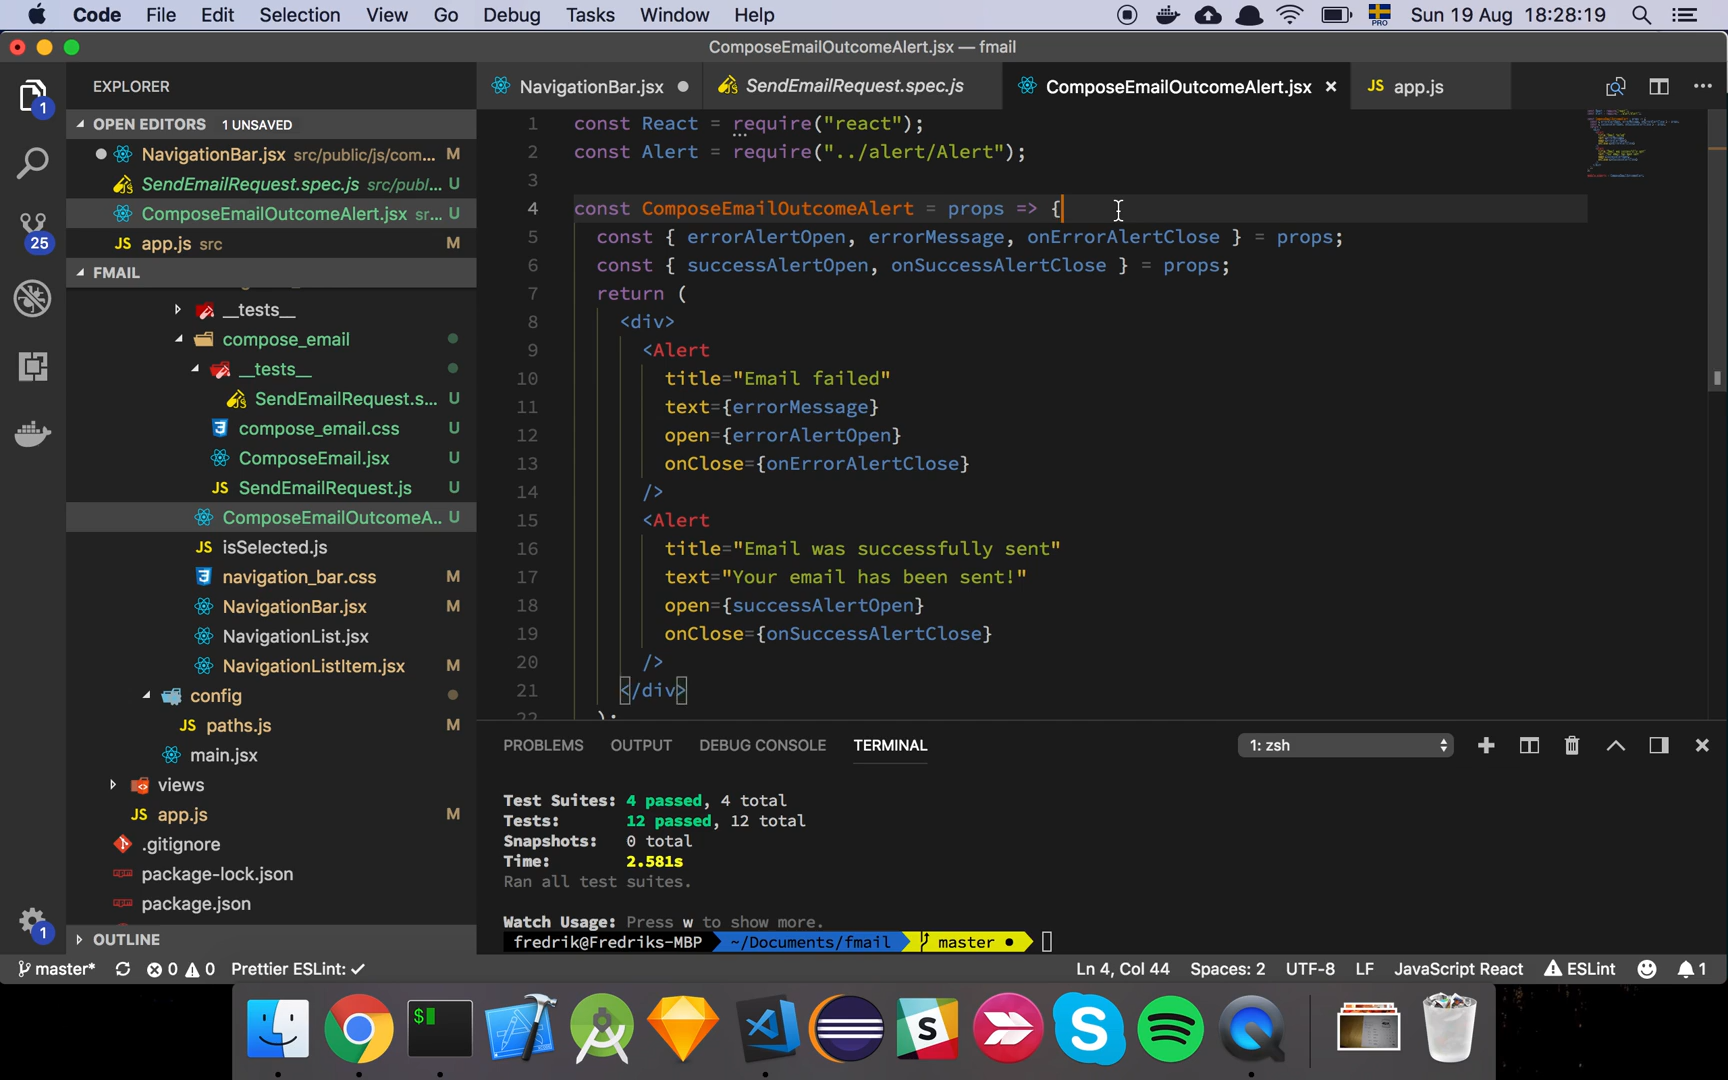 Code File Edit Selection View Go Debug Tasks Window Help PRO Sun 19 Aug 18:28:19
ComposeEmailOutcomeAlert.jsx — fmail
EXPLORER
NavigationBar.jsx SendEmailRequest.spec.js ComposeEmailOutcomeAlert.jsx JS app.js
OPEN EDITORS 1 UNSAVED
NavigationBar.jsx src/public/js/com... M
SendEmailRequest.spec.js src/publ... U
ComposeEmailOutcomeAlert.jsx sr... U
JS app.js src M
FMAIL
__tests__
compose_email
__tests__
SendEmailRequest.s... U
compose_email.css U
ComposeEmail.jsx U
JS SendEmailRequest.js U
ComposeEmailOutcomeA.. U
JS isSelected.js
navigation_bar.css M
NavigationBar.jsx M
NavigationList.jsx
NavigationListItem.jsx M
config
JS paths.js M
main.jsx
views
JS app.js M
.gitignore
package-lock.json
package.json
OUTLINE
1
25
1
1 const React = require("react");
2 const Alert = require("../alert/Alert");
3
4 const ComposeEmailOutcomeAlert = props => {
5 const { errorAlertOpen, errorMessage, onErrorAlertClose } = props;
6 const { successAlertOpen, onSuccessAlertClose } = props;
7 return (
8 <div>
9 <Alert
10 title="Email failed"
11 text={errorMessage}
12 open={errorAlertOpen}
13 onClose={onErrorAlertClose}
14 />
15 <Alert
16 title="Email was successfully sent"
17 text="Your email has been sent!"
18 open={successAlertOpen}
19 onClose={onSuccessAlertClose}
20 />
21 </div>
22 );
PROBLEMS OUTPUT DEBUG CONSOLE TERMINAL 1: zsh
Test Suites: 4 passed, 4 total
Tests: 12 passed, 12 total
Snapshots: 0 total
Time: 2.581s
Ran all test suites.
Watch Usage: Press w to show more.
fredrik@Fredriks-MBP ~/Documents/fmail master ●
master* 0 0 Prettier ESLint: ✓ Ln 4, Col 44 Spaces: 2 UTF-8 LF JavaScript React ESLint 1
$
S
S